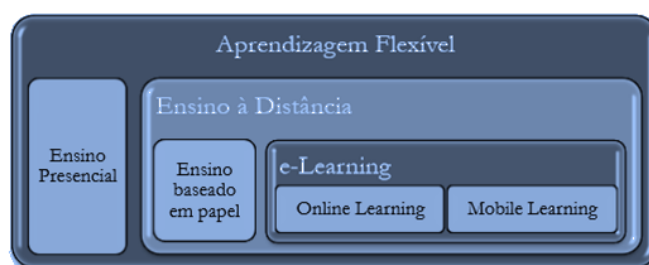 Aprendizagem Flexível
Ensino à Distância
Ensino
Presencial
Ensino
baseado
em papel
e-Learning
Online Learning
Mobile Learning